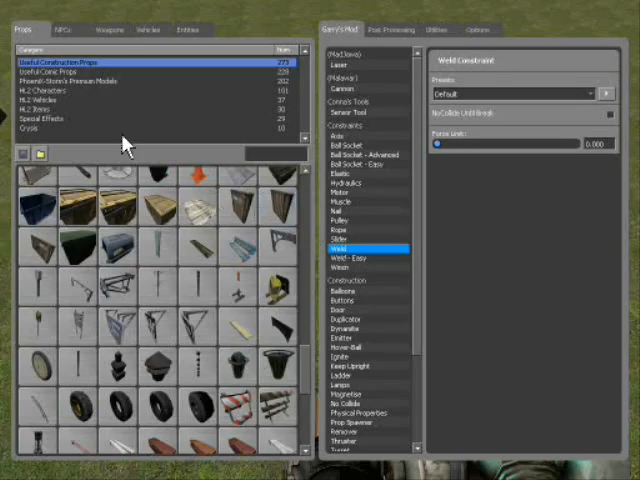 Props NPCs Weapons Vehicles Entities
Category Num
Useful Construction Props 273
Useful Comic Props 228
PhoeniX-Storm's Premium Models 202
HL2 Characters 101
HL2 Vehicles 37
HL2 Items 30
Special Effects 29
Crysis 10
Garry's Mod Post Processing Utilities Options
(MadJawa)
Laser
(Malawar)
Cannon
Conna's Tools
Sensor Tool
Constraints
Axis
Ball Socket
Ball Socket - Advanced
Ball Socket - Easy
Elastic
Hydraulics
Motor
Muscle
Nail
Pulley
Rope
Slider
Weld
Weld - Easy
Winch
Construction
Balloons
Buttons
Door
Duplicator
Dynamite
Emitter
Hover-Ball
Ignite
Keep Upright
Ladder
Lamps
Magnetise
No Collide
Physical Properties
Prop Spawner
Remover
Thruster
Turret
Weld Constraint
Presets
Default
NoCollide Until Break
Force Limit:
0.000